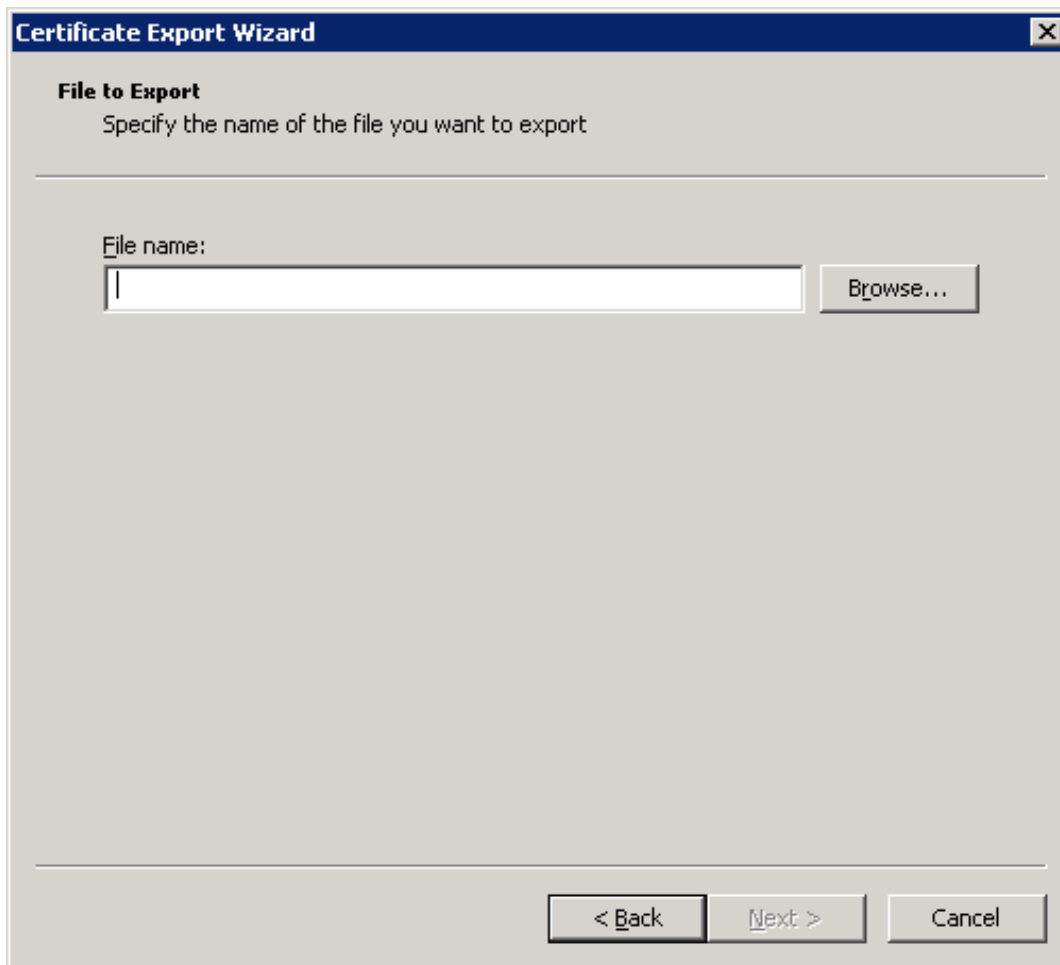 Certificate Export Wizard
File to Export
Specify the name of the file you want to export
File name:
Browse...
< Back
Next >
Cancel